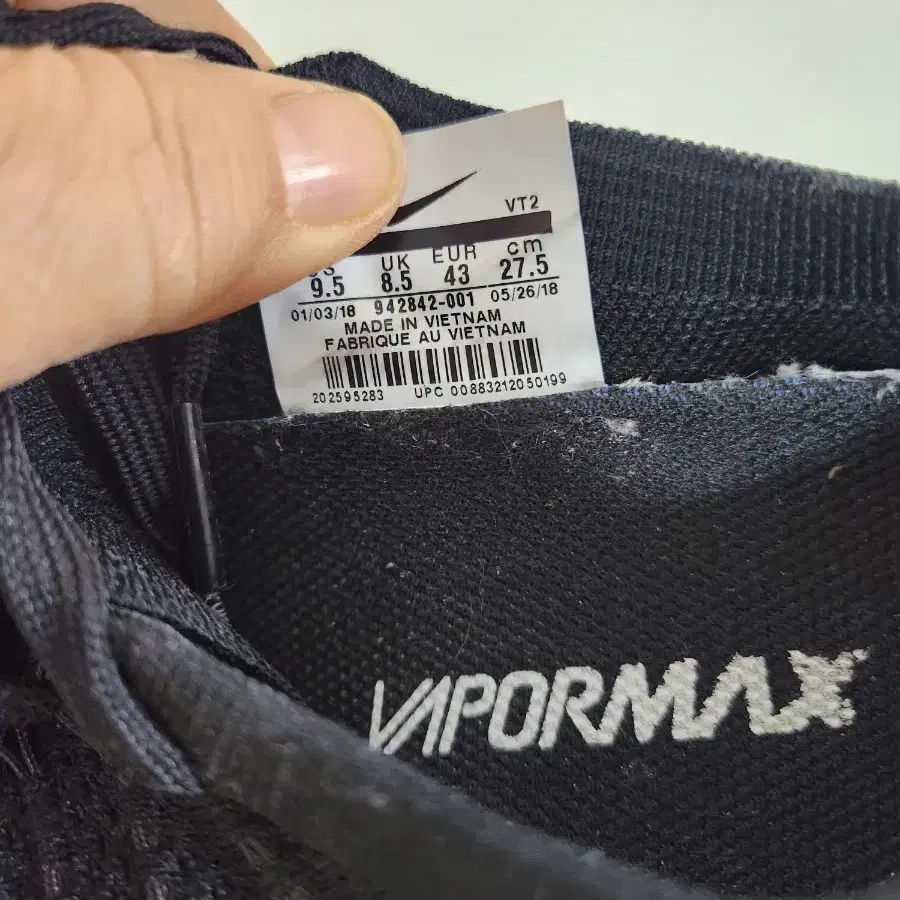 VT2
US UK EUR cm
9.5 8.5 43 27.5
01/03/18 942842-001 05/26/18
MADE IN VIETNAM
FABRIQUE AU VIETNAM
202595283 UPC 00883212050199
VAPORMAX